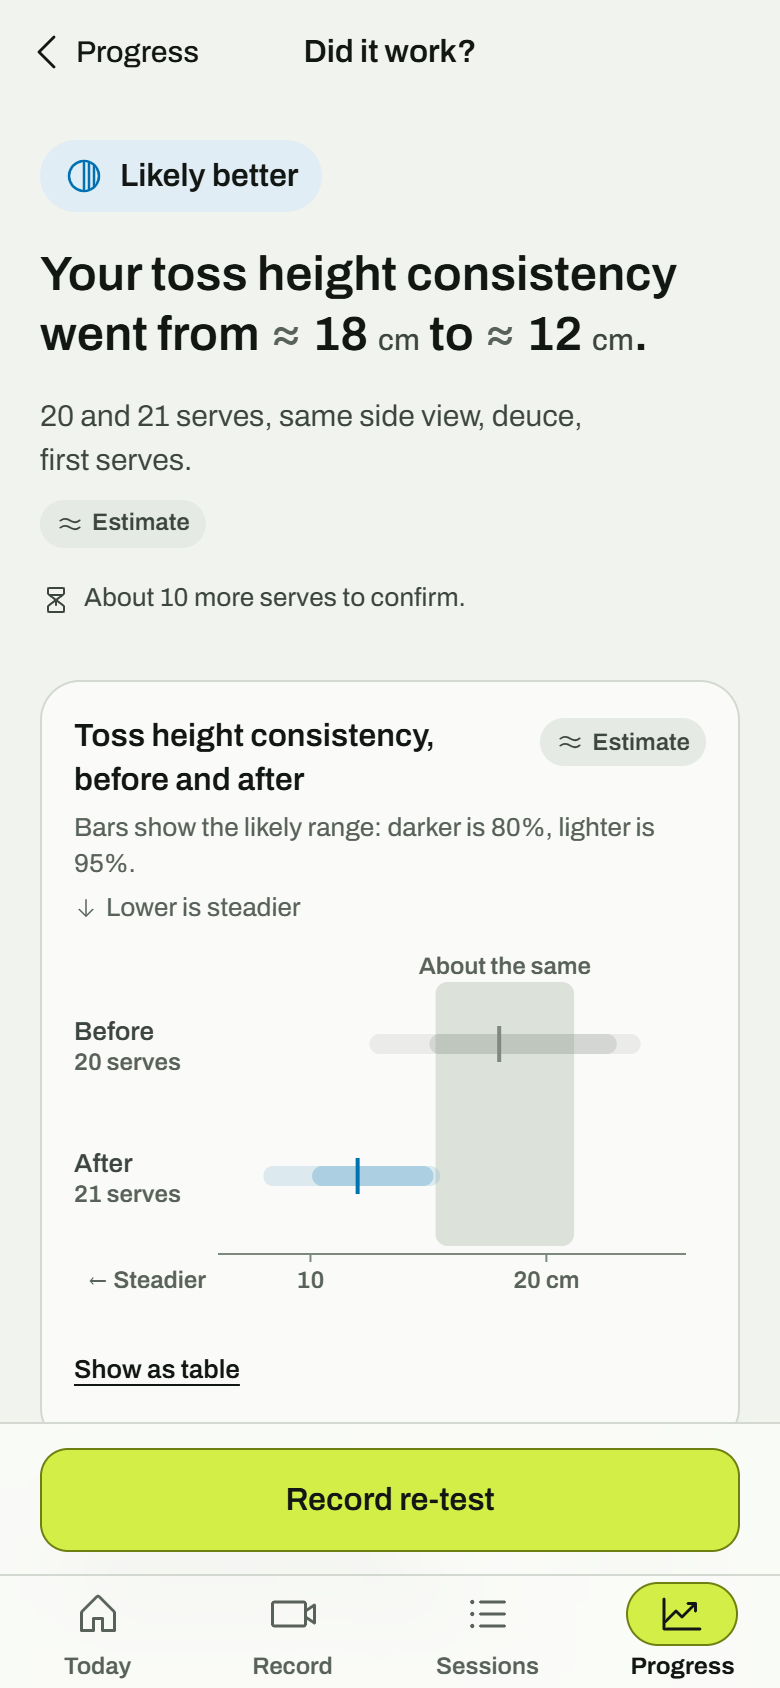 Progress
Did it work?
Likely better
Your toss height consistency
went from ≈ 18 cm to ≈ 12 cm.
20 and 21 serves, same side view, deuce,
first serves.
≈ Estimate
About 10 more serves to confirm.
Toss height consistency,
before and after
≈ Estimate
Bars show the likely range: darker is 80%, lighter is
95%.
↓ Lower is steadier
About the same
Before
20 serves
After
21 serves
← Steadier
10
20 cm
Show as table
Record re-test
Today
Record
Sessions
Progress